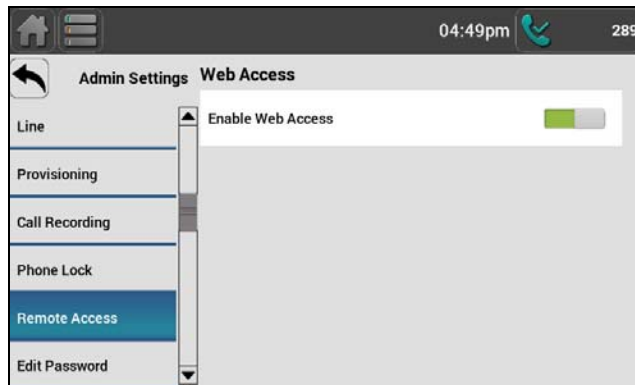 04:49pm 289
Admin Settings
Web Access
Line
Enable Web Access
Provisioning
Call Recording
Phone Lock
Remote Access
Edit Password